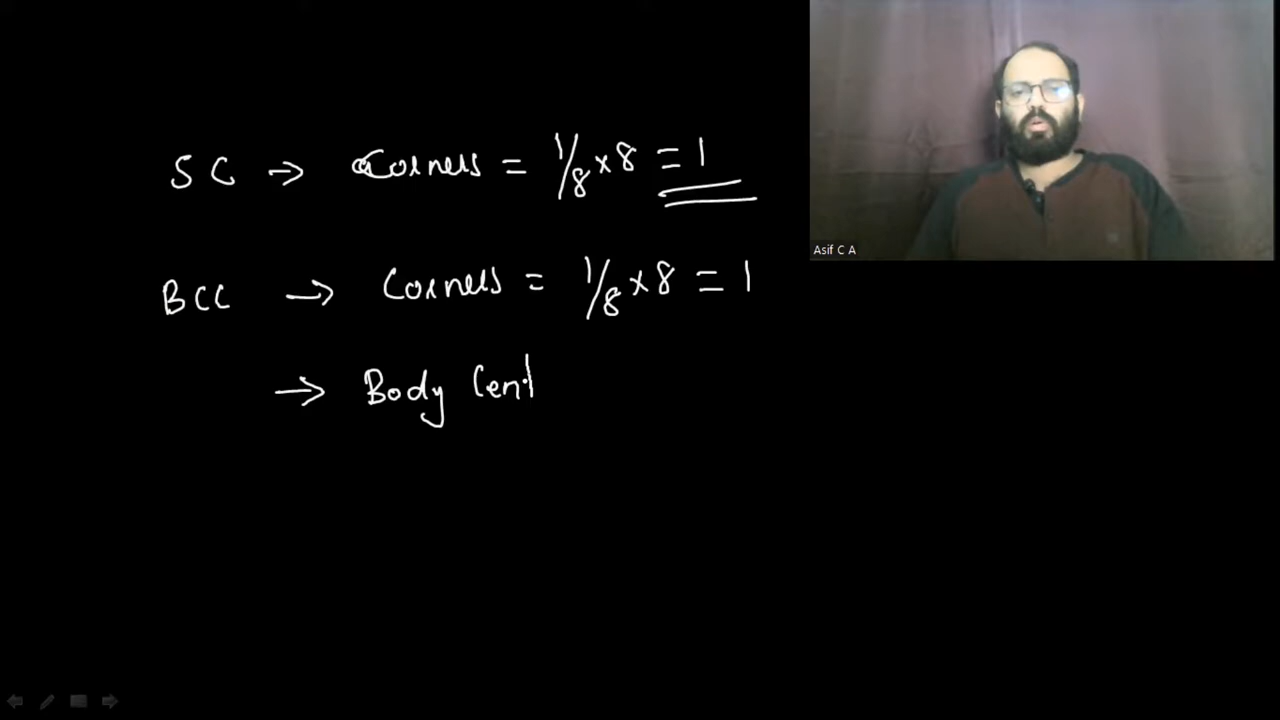 SC → Corners = 1/8 × 8 = 1
Asif C A
BCC → Corners = 1/8 × 8 = 1
→ Body Cent